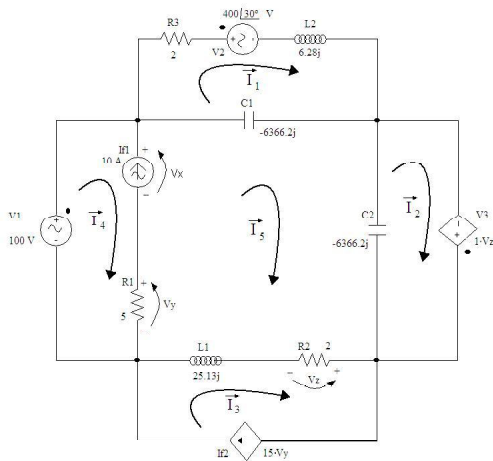 400/30° V
R3
L2
2
V2
6.28j
I1
C1
-6366.2j
If1
10 A
Vx
V1
100 V
I4
I5
C2
-6366.2j
I2
V3
1·Vz
R1
5
Vy
L1
25.13j
R2
2
Vz
I3
If2
15·Vy